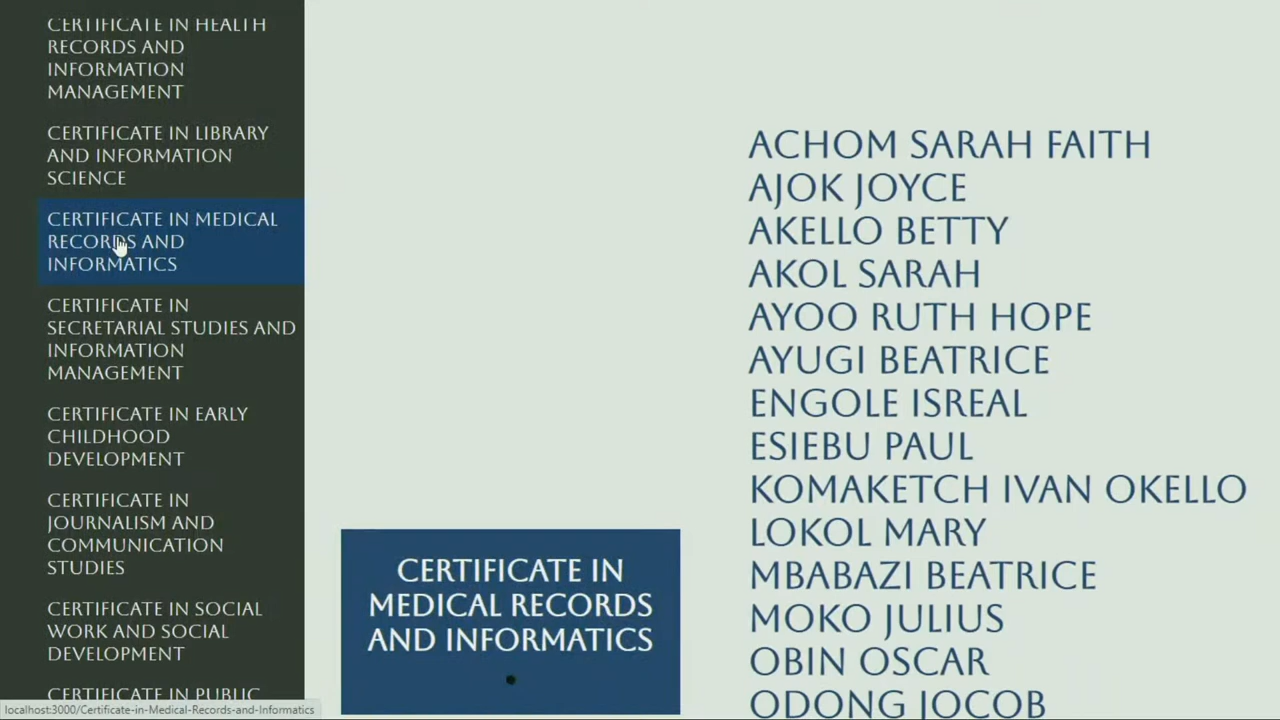 CERTIFICATE IN HEALTH
RECORDS AND
INFORMATION
MANAGEMENT
CERTIFICATE IN LIBRARY
AND INFORMATION
SCIENCE
CERTIFICATE IN MEDICAL
RECORDS AND
INFORMATICS
CERTIFICATE IN
SECRETARIAL STUDIES AND
INFORMATION
MANAGEMENT
CERTIFICATE IN EARLY
CHILDHOOD
DEVELOPMENT
CERTIFICATE IN
JOURNALISM AND
COMMUNICATION
STUDIES
CERTIFICATE IN SOCIAL
WORK AND SOCIAL
DEVELOPMENT
CERTIFICATE IN PUBLIC
localhost:3000/Certificate-in-Medical-Records-and-Informatics
CERTIFICATE IN
MEDICAL RECORDS
AND INFORMATICS
ACHOM SARAH FAITH
AJOK JOYCE
AKELLO BETTY
AKOL SARAH
AYOO RUTH HOPE
AYUGI BEATRICE
ENGOLE ISREAL
ESIEBU PAUL
KOMAKETCH IVAN OKELLO
LOKOL MARY
MBABAZI BEATRICE
MOKO JULIUS
OBIN OSCAR
ODONG JOCOB